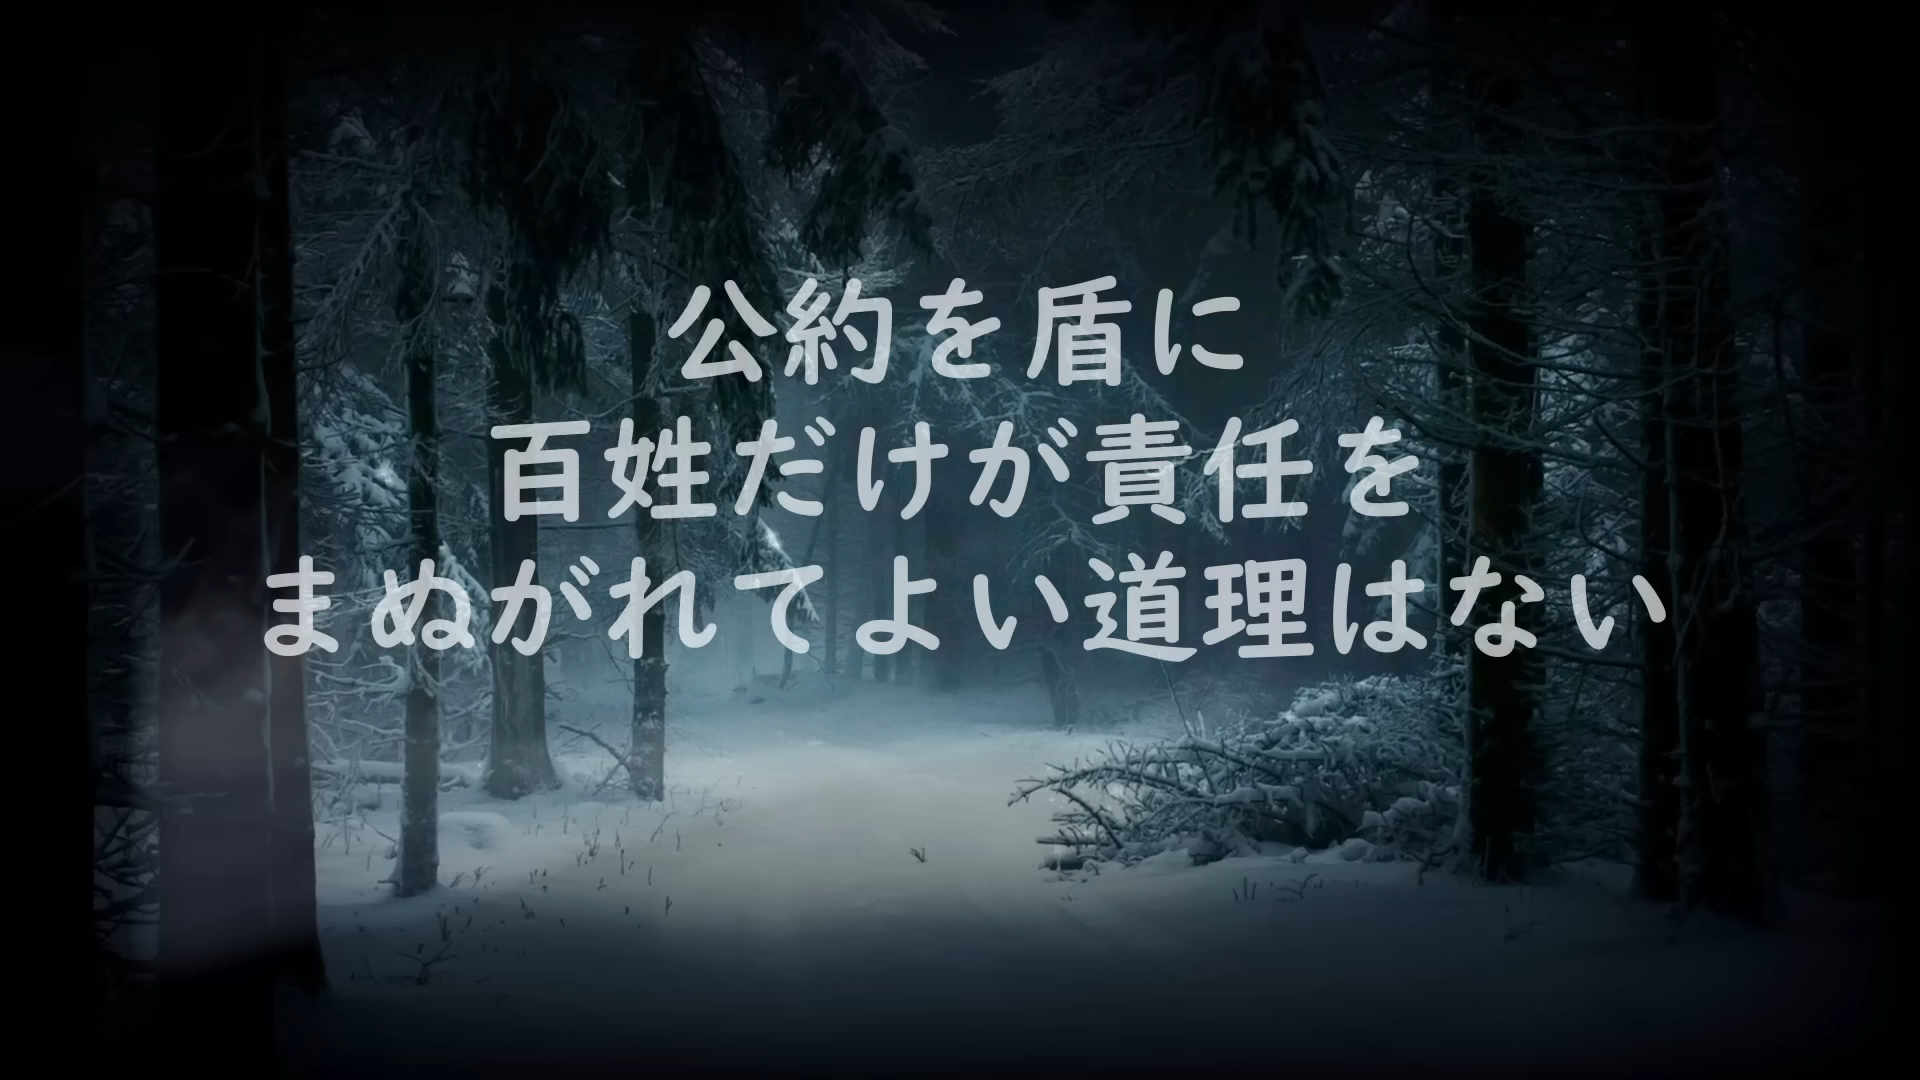 公約を盾に
百姓だけが責任を
まぬがれてよい道理はない